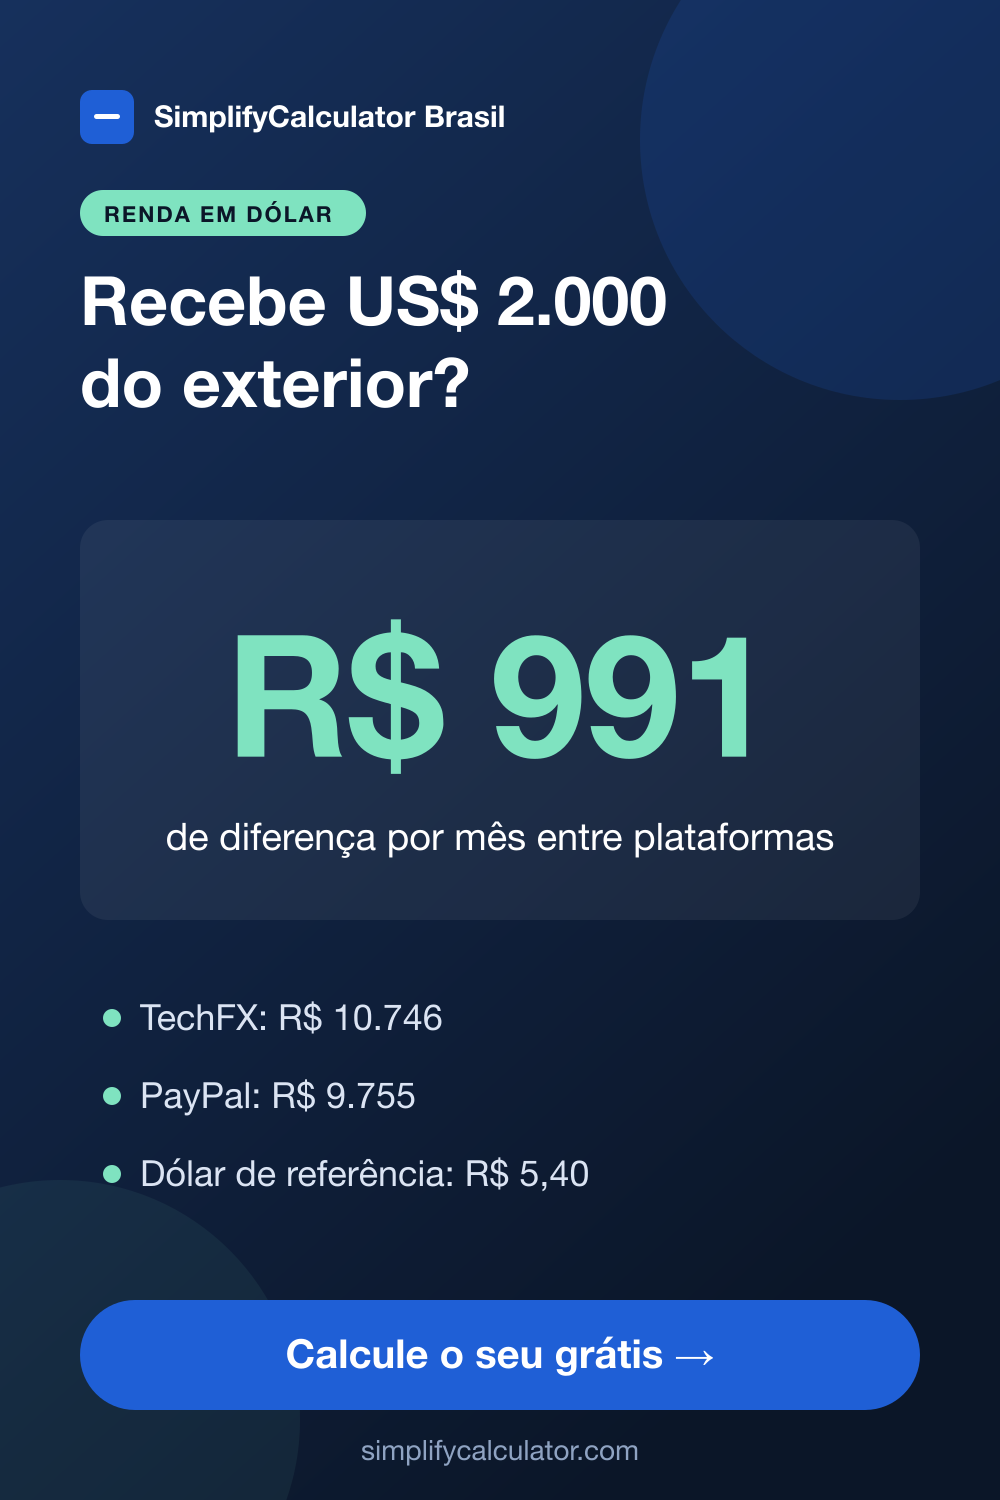 SimplifyCalculator Brasil
RENDA EM DÓLAR
Recebe US$ 2.000
do exterior?
R$ 991
de diferença por mês entre plataformas
TechFX: R$ 10.746
PayPal: R$ 9.755
Dólar de referência: R$ 5,40
Calcule o seu grátis →
simplifycalculator.com